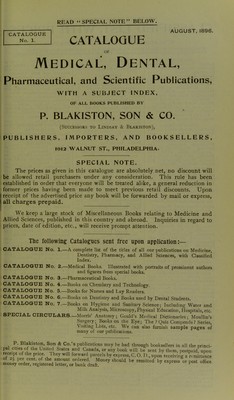 READ "SPECIAL NOTE" BELOW.
CATALOGUE
No. 1.
AUGUST, 1896.
CATALOGUE
OF
MEDICAL, DENTAL,
Pharmaceutical, and Scientific Publications,
WITH A SUBJECT INDEX,
OF ALL BOOKS PUBLISHED BY
P. BLAKISTON, SON & CO.
(SUCCESSORS TO LINDSAY & BLAKISTON),
PUBLISHERS, IMPORTERS, AND BOOKSELLERS,
1012 WALNUT ST., PHILADELPHIA.
SPECIAL NOTE.
The prices as given in this catalogue are absolutely net, no discount will
be allowed retail purchasers under any consideration. This rule has been
established in order that everyone will be treated alike, a general reduction in
former prices having been made to meet previous retail discounts. Upon
receipt of the advertised price any book will be forwarded by mail or express,
all charges prepaid.
We keep a large stock of Miscellaneous Books relating to Medicine and
Allied Sciences, published in this country and abroad. Inquiries in regard to
prices, date of edition, etc., will receive prompt attention.
The following Catalogues sent free upon application:—
CATALOGUE No. 1.—A complete list of the titles of all our publications on Medicine,
Dentistry, Pharmacy, and Allied Sciences, with Classified
Index.
CATALOGUE No. 2.—Medical Books. Illustrated with portraits of prominent authors
and figures from special books.
CATALOGUE No. 3.—Pharmaceutical Books.
CATALOGUE No. 4.—Books on Chemistry and Technology.
CATALOGUE No. 5.—Books for Nurses and Lay Readers.
CATALOGUE No. 6.—Books on Dentistry and Books used by Dental Students.
CATALOGUE No. 7.—Books on Hygiene and Sanitary Science; Including Water and
Milk Analysis, Microscopy, Physical Education, Hospitals, etc.
SPECIAL CIRCULARS.—Morris' Anatomy; Gould's Medical Dictionaries; Moullin's
Surgery; Books on the Eye; The ? Quiz Compends ? Series,
Visiting Lists, etc. We can also furnish sample pages of
many of our publications.
P. Blakiston, Son & Co.'s publications may be had through booksellers in all the princi-
pal cities of the United States and Canada, or any book will be sent by them, postpaid, upon
receipt of the price. They will forward parcels by express, C. O. D., upon receiving a remittance
of 25 per cent. of the amount ordered. Money should be remitted by express or post office
money order, registered letter, or bank draft.